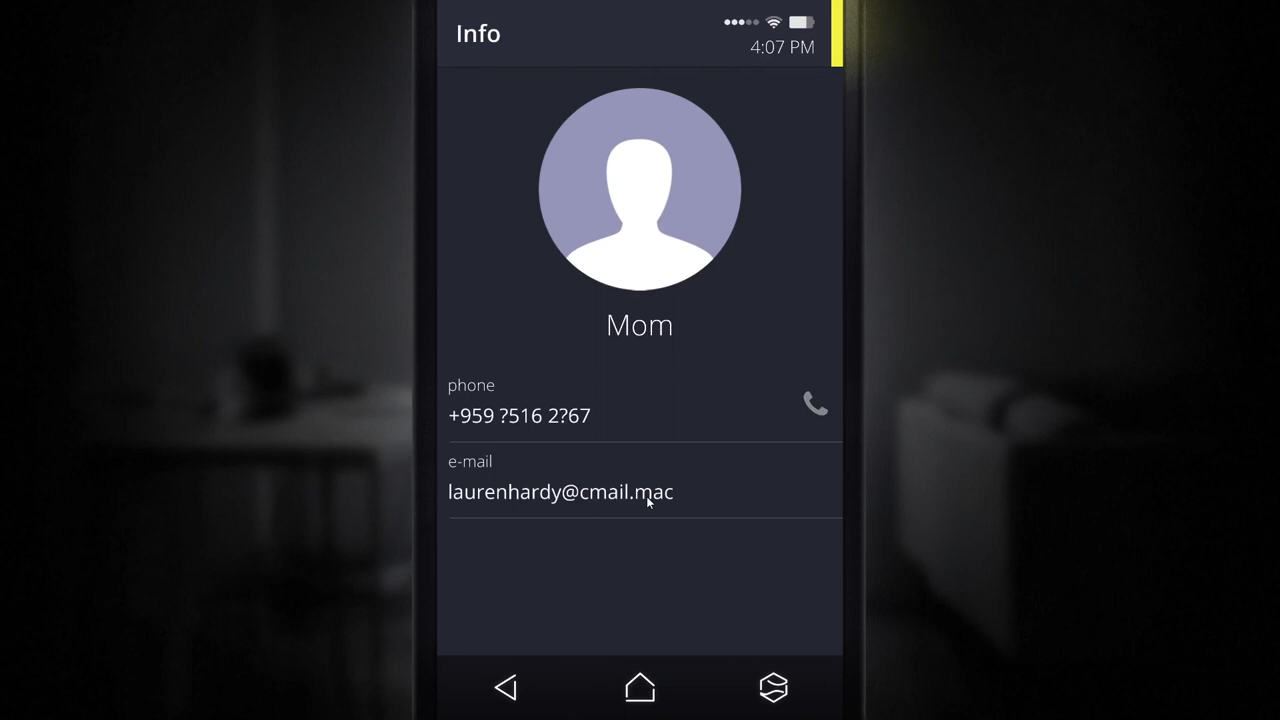 Info
4:07 PM
Mom
phone
+959 ?516 2?67
e-mail
laurenhardy@cmail.mac